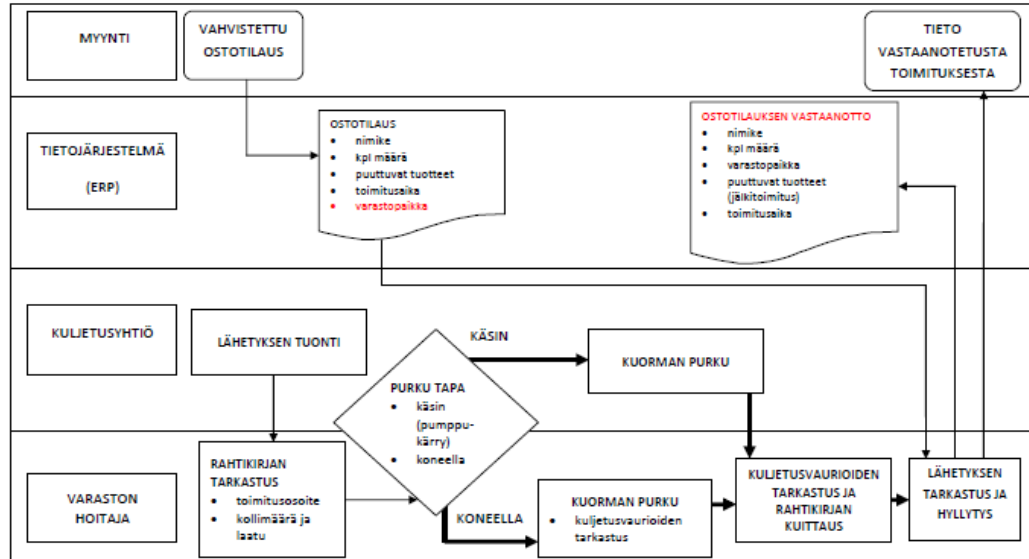 MYYNTI
VAHVISTETTU
OSTOTILAUS
TIETO
VASTAANOTETUSTA
TOIMITUKSESTA
TIETOJÄRJESTELMÄ
(ERP)
OSTOTILAUS
• nimike
• kpl määrä
• puuttuvat tuotteet
• toimitusaika
• varastopaikka
OSTOTILAUKSEN VASTAANOTTO
• nimike
• kpl määrä
• varastopaikka
• puuttuvat tuotteet
(jälkitoimitus)
• toimitusaika
KULJETUSYHTIÖ
LÄHETYKSEN TUONTI
KÄSIN
KUORMAN PURKU
PURKU TAPA
• käsin
(pumppu-
kärry)
• koneella
VARASTON
HOITAJA
RAHTIKIRJAN
TARKASTUS
• toimitusosoite
• kollimäärä ja
laatu
KONEELLA
KUORMAN PURKU
• kuljetusvaurioiden
tarkastus
KULJETUSVAURIOIDEN
TARKASTUS JA
RAHTIKIRJAN
KUITTAUS
LÄHETYKSEN
TARKASTUS JA
HYLLYTYS